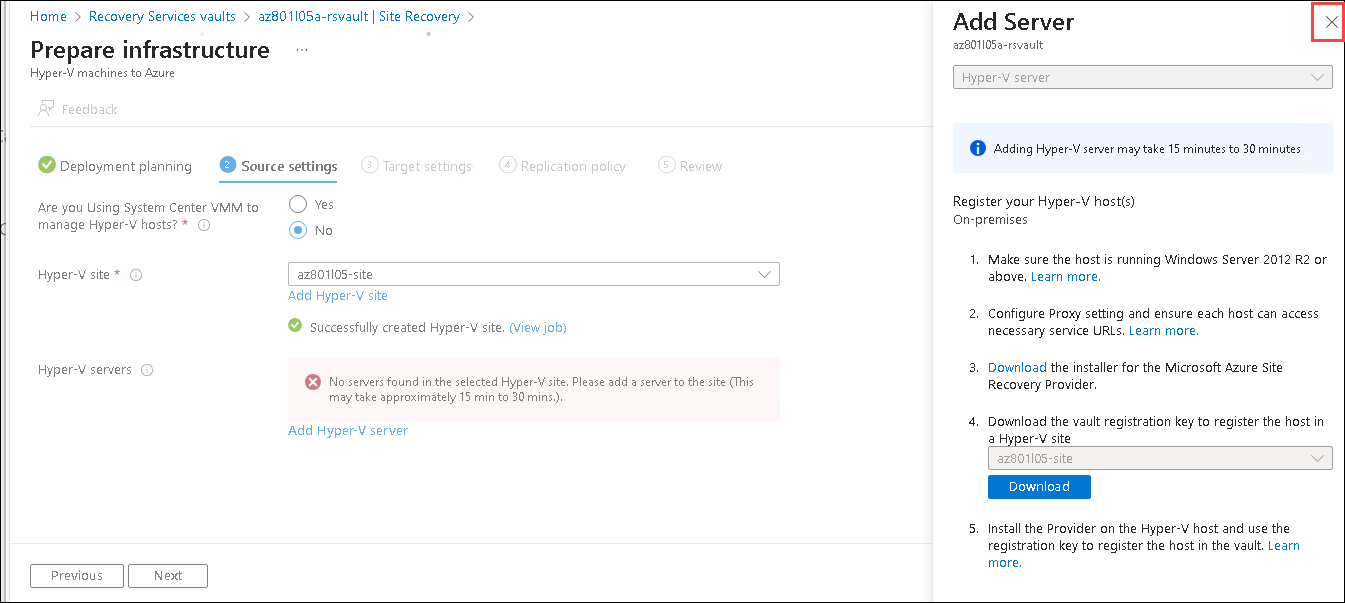 Home > Recovery Services vaults > az801l05a-rsvault | Site Recovery >
Prepare infrastructure ...
Hyper-V machines to Azure
Feedback
Deployment planning
2 Source settings
3 Target settings
4 Replication policy
5 Review
Are you Using System Center VMM to
manage Hyper-V hosts? *
Yes
No
Hyper-V site *
az801l05-site
Add Hyper-V site
Successfully created Hyper-V site. (View job)
Hyper-V servers
No servers found in the selected Hyper-V site. Please add a server to the site (This
may take approximately 15 min to 30 mins.).
Add Hyper-V server
Previous
Next
Add Server
az801l05a-rsvault
Hyper-V server
Adding Hyper-V server may take 15 minutes to 30 minutes
Register your Hyper-V host(s)
On-premises
1. Make sure the host is running Windows Server 2012 R2 or
above. Learn more.
2. Configure Proxy setting and ensure each host can access
necessary service URLs. Learn more.
3. Download the installer for the Microsoft Azure Site
Recovery Provider.
4. Download the vault registration key to register the host in
a Hyper-V site
az801l05-site
Download
5. Install the Provider on the Hyper-V host and use the
registration key to register the host in the vault. Learn
more.